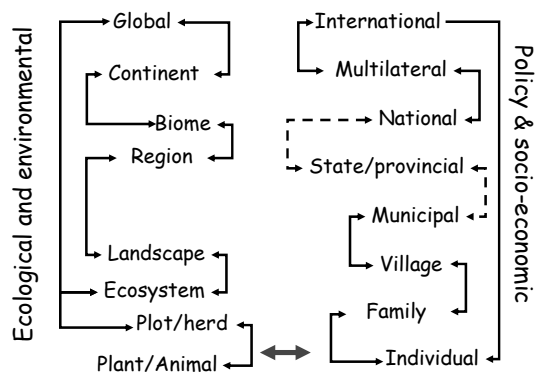 Ecological and environmental
Global
Continent
Biome
Region
Landscape
Ecosystem
Plot/herd
Plant/Animal
International
Multilateral
National
State/provincial
Municipal
Village
Family
Individual
Policy & socio-economic